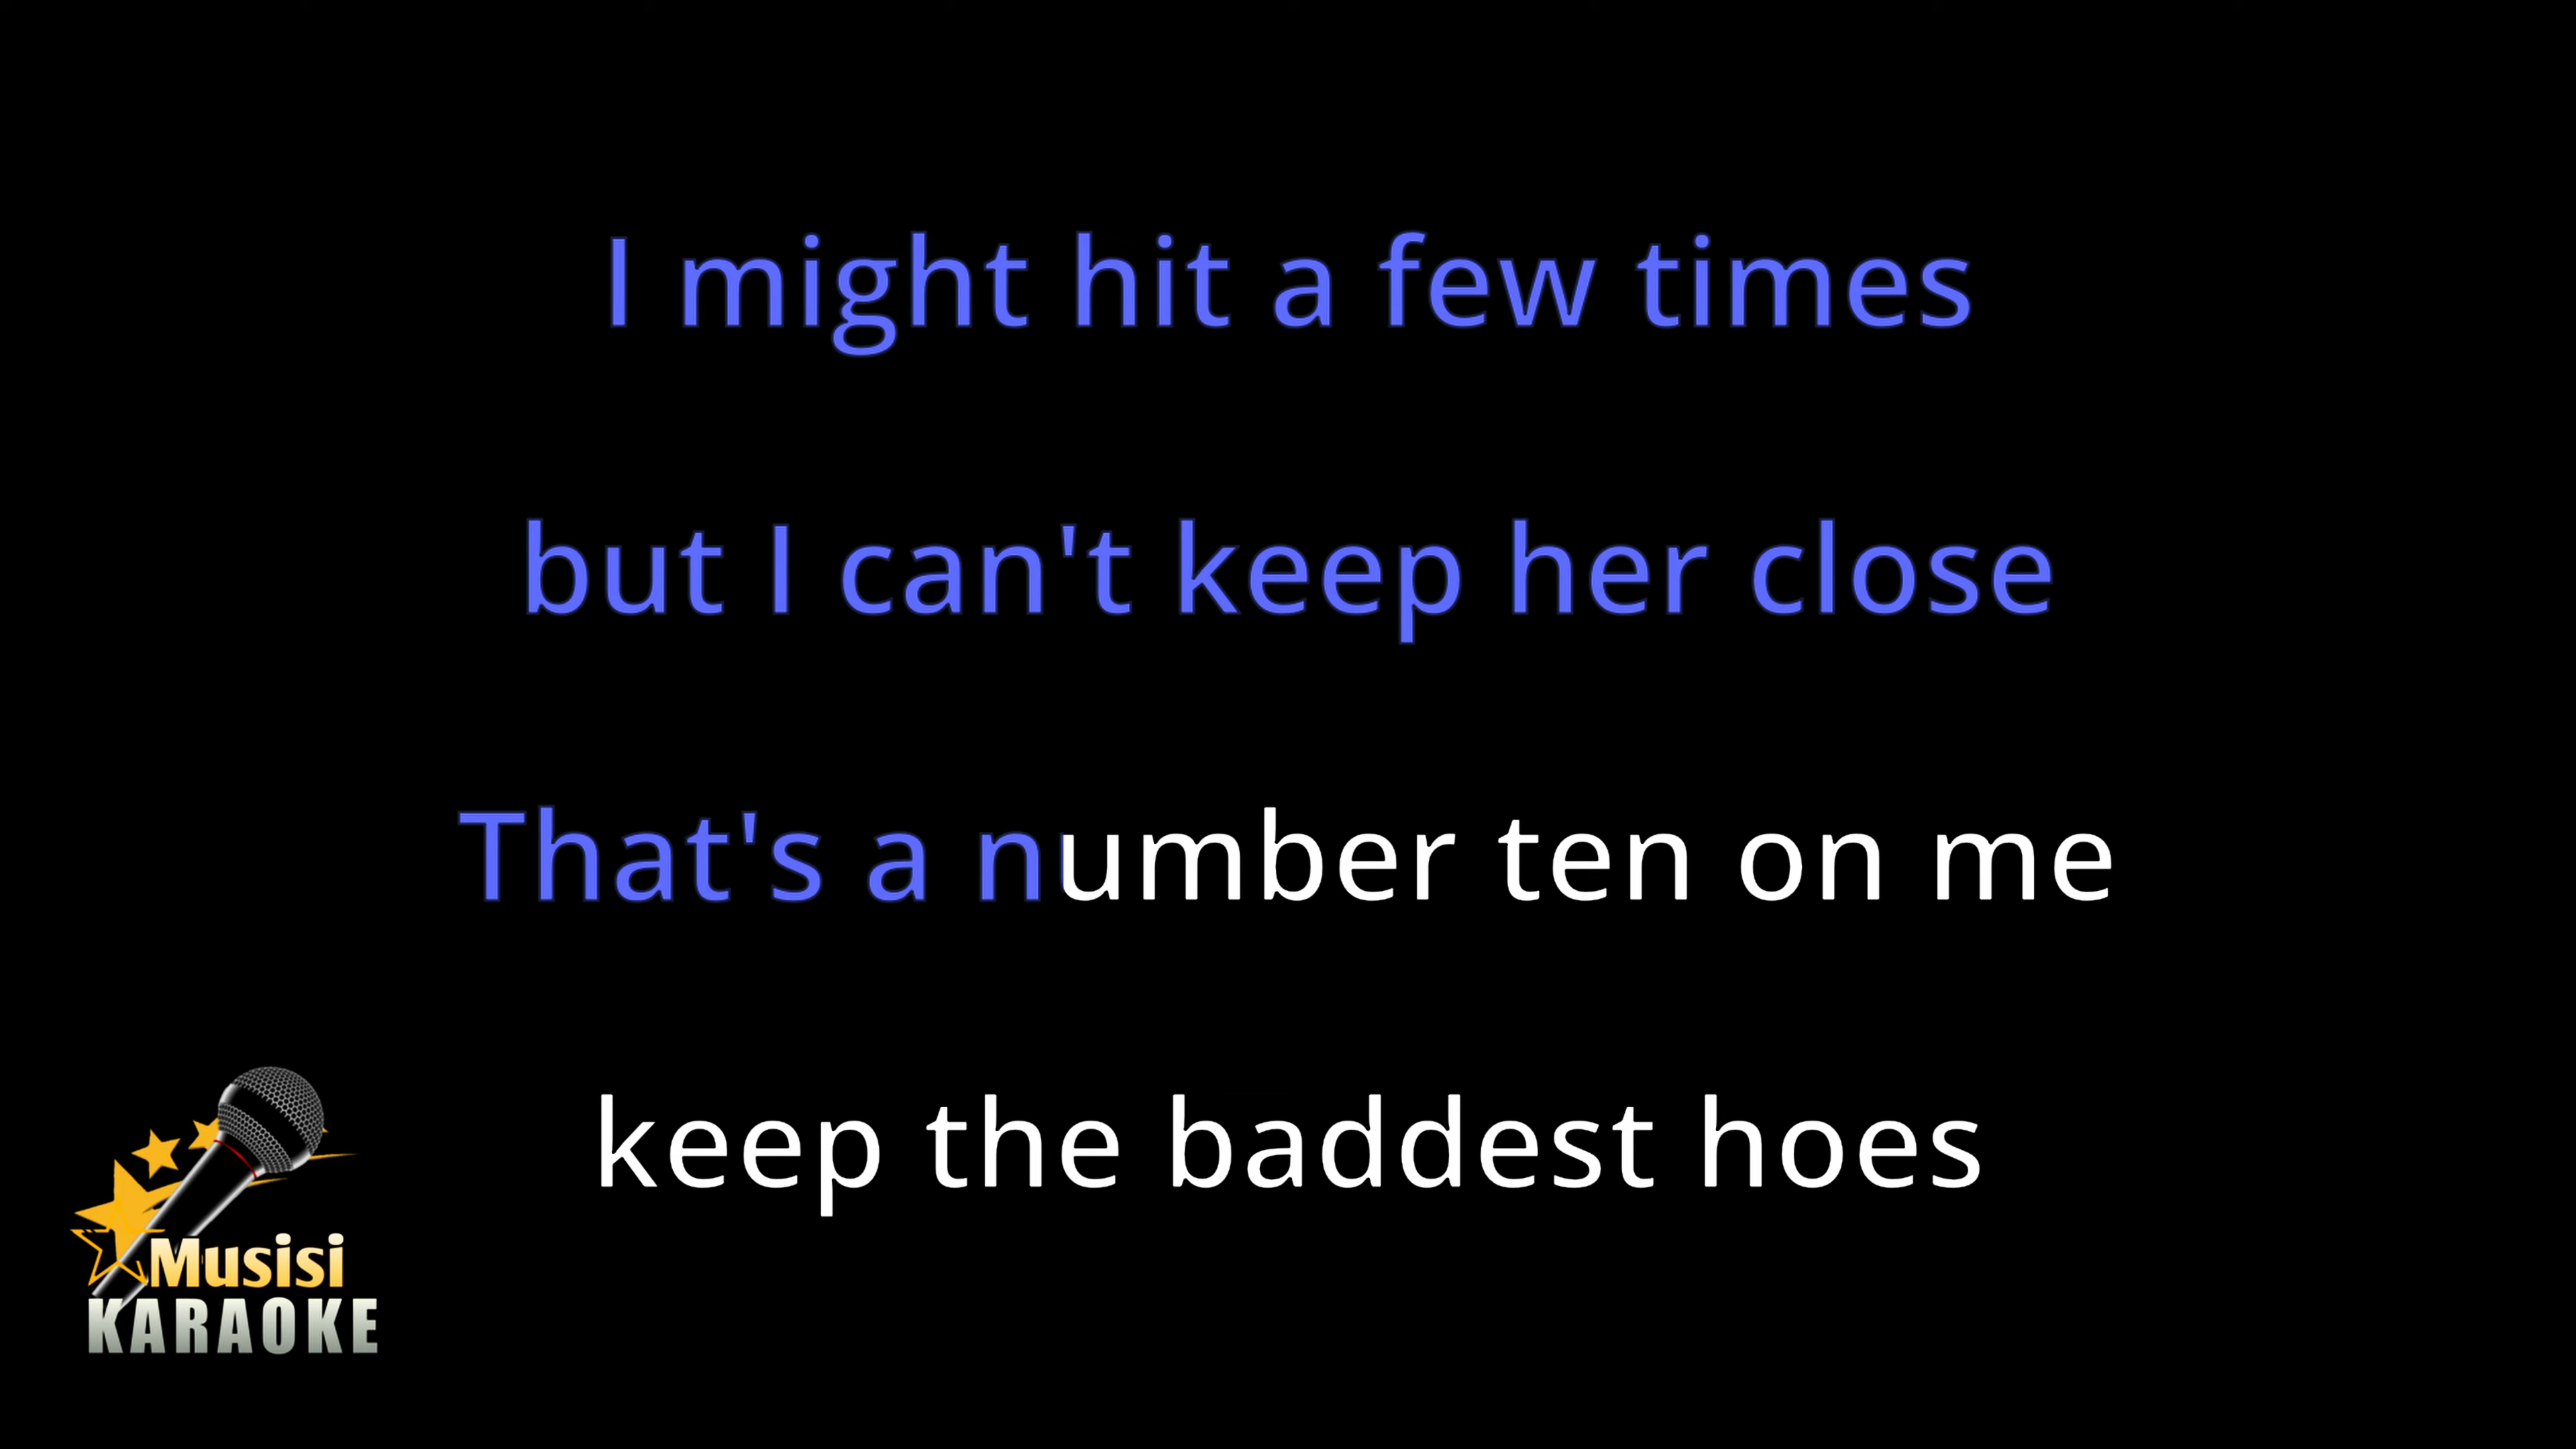 I might hit a few times
but I can't keep her close
That's a number ten on me
keep the baddest hoes
Musisi
KARAOKE